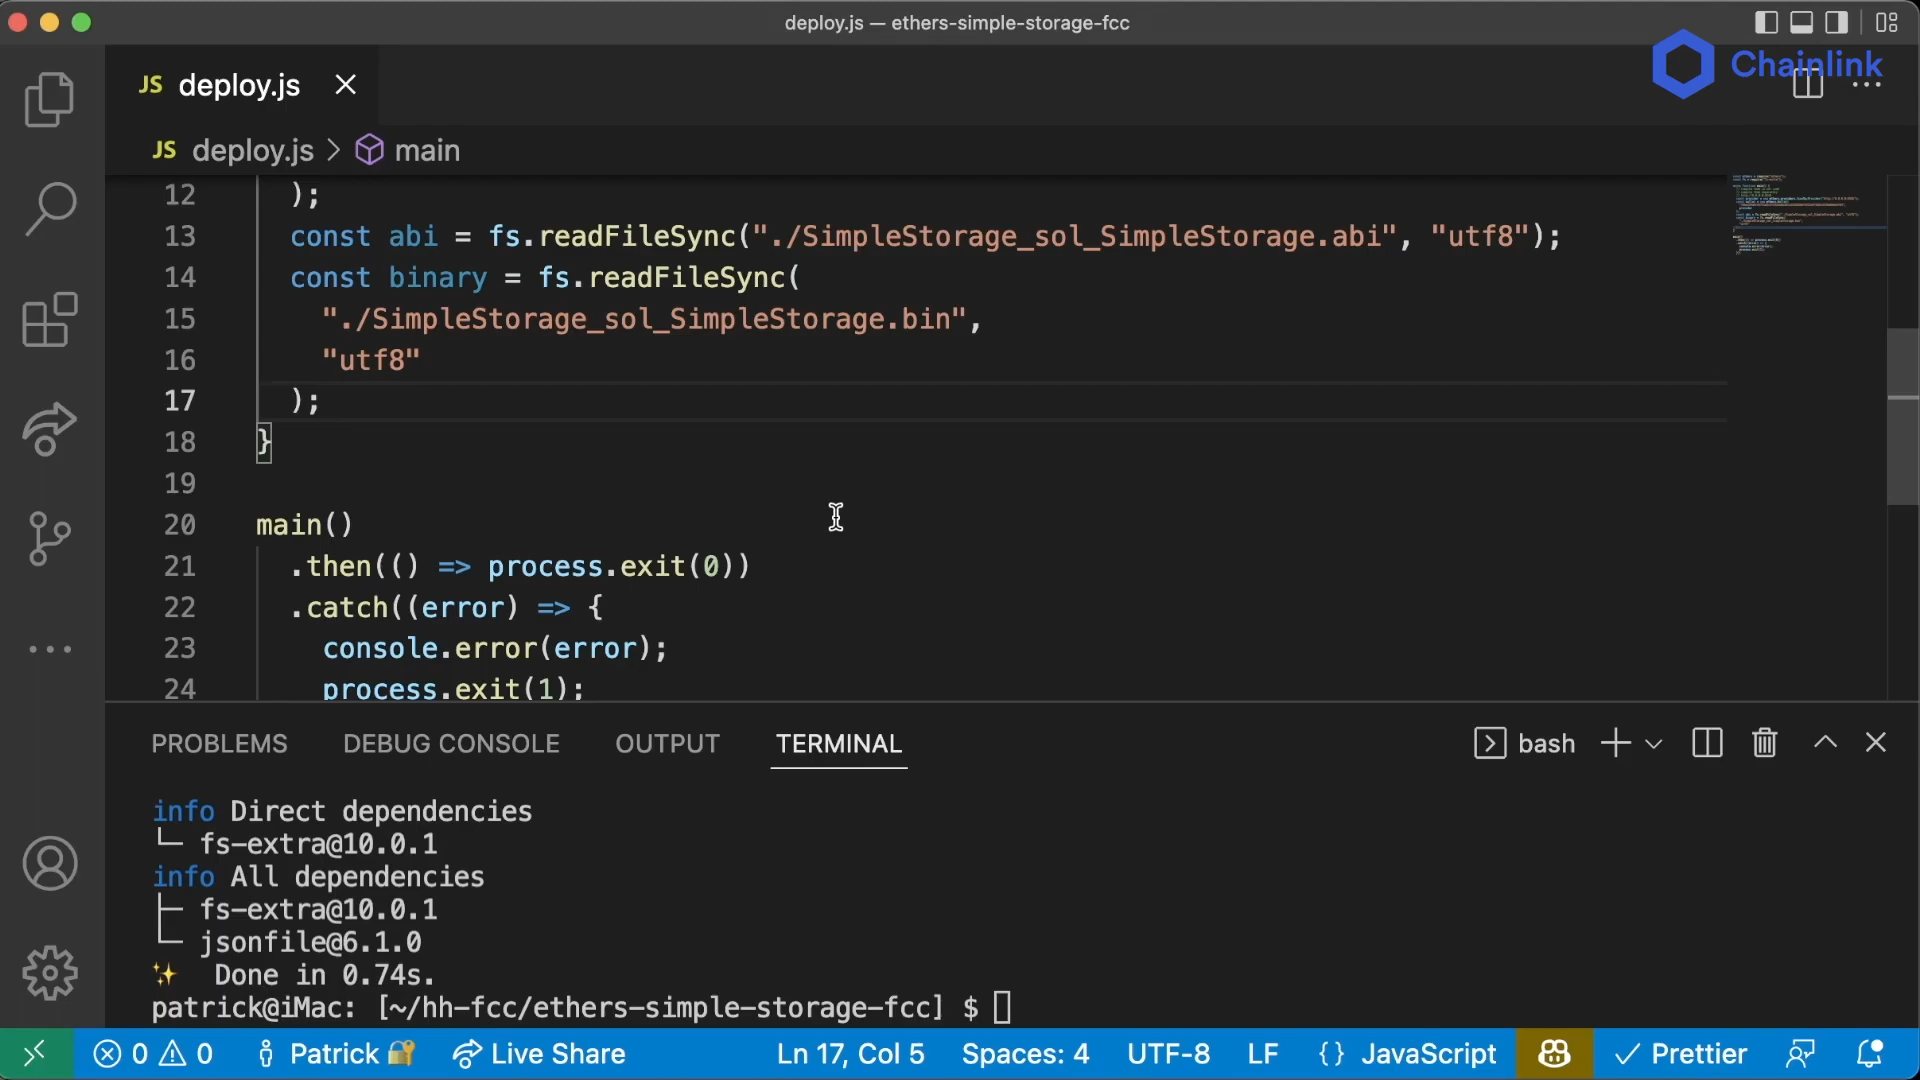 deploy.js — ethers-simple-storage-fcc
Chainlink
JS deploy.js
JS deploy.js > main
12 );
13 const abi = fs.readFileSync("./SimpleStorage_sol_SimpleStorage.abi", "utf8");
14 const binary = fs.readFileSync(
15 "./SimpleStorage_sol_SimpleStorage.bin",
16 "utf8"
17 );
18 }
19
20 main()
21 .then(() => process.exit(0))
22 .catch((error) => {
23 console.error(error);
24 process.exit(1);
PROBLEMS DEBUG CONSOLE OUTPUT TERMINAL bash
info Direct dependencies
└─ fs-extra@10.0.1
info All dependencies
├─ fs-extra@10.0.1
└─ jsonfile@6.1.0
✨ Done in 0.74s.
patrick@iMac: [~/hh-fcc/ethers-simple-storage-fcc] $
0 0 Patrick 🔐 Live Share Ln 17, Col 5 Spaces: 4 UTF-8 LF {} JavaScript Prettier